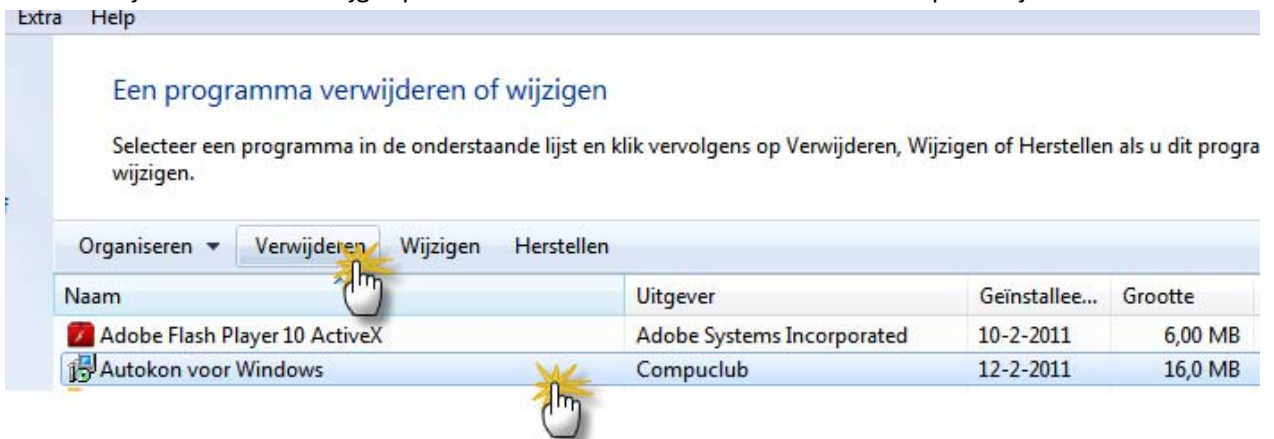 Extra Help
Een programma verwijderen of wijzigen
Selecteer een programma in de onderstaande lijst en klik vervolgens op Verwijderen, Wijzigen of Herstellen als u dit progra
wijzigen.
Organiseren Verwijderen Wijzigen Herstellen
Naam Uitgever Geïnstallee... Grootte
Adobe Flash Player 10 ActiveX Adobe Systems Incorporated 10-2-2011 6,00 MB
Autokon voor Windows Compuclub 12-2-2011 16,0 MB